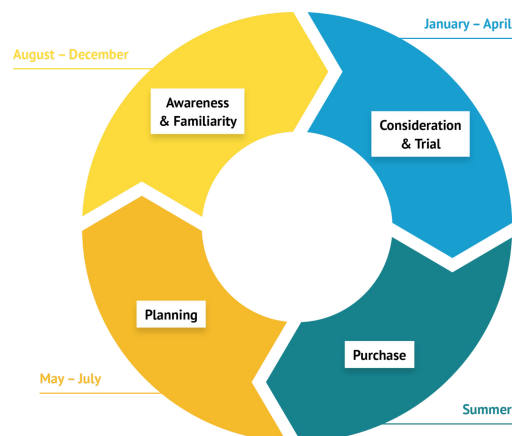 January – April
August – December
Awareness
& Familiarity
Consideration
& Trial
Planning
Purchase
May – July
Summer